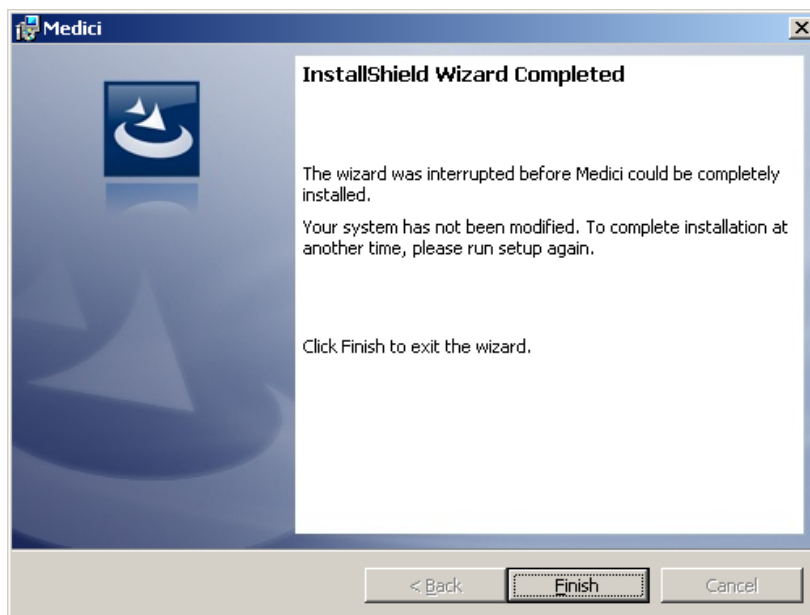 Medici
InstallShield Wizard Completed
The wizard was interrupted before Medici could be completely
installed.
Your system has not been modified. To complete installation at
another time, please run setup again.
Click Finish to exit the wizard.
< Back
Finish
Cancel